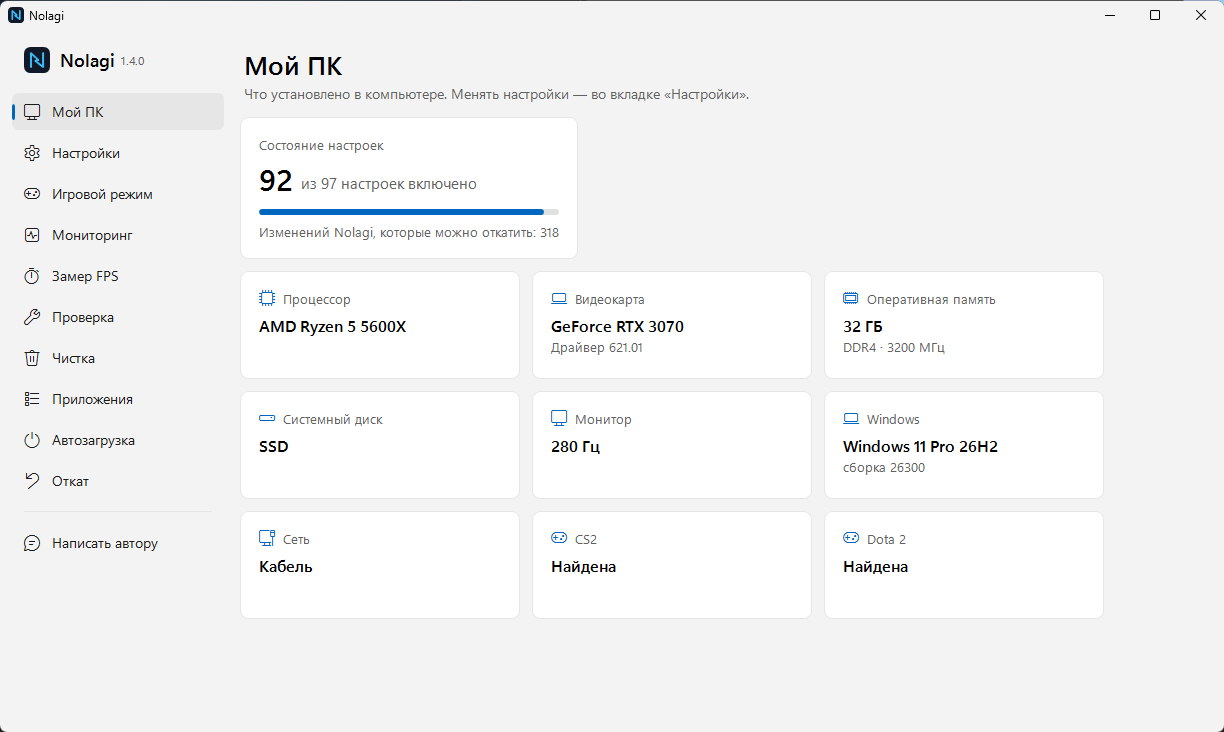 Nolagi
Nolagi 1.4.0
Мой ПК
Настройки
Игровой режим
Мониторинг
Замер FPS
Проверка
Чистка
Приложения
Автозагрузка
Откат
Написать автору
Мой ПК
Что установлено в компьютере. Менять настройки — во вкладке «Настройки».
Состояние настроек
92 из 97 настроек включено
Изменений Nolagi, которые можно откатить: 318
Процессор
AMD Ryzen 5 5600X
Видеокарта
GeForce RTX 3070
Драйвер 621.01
Оперативная память
32 ГБ
DDR4 · 3200 МГц
Системный диск
SSD
Монитор
280 Гц
Windows
Windows 11 Pro 26H2
сборка 26300
Сеть
Кабель
CS2
Найдена
Dota 2
Найдена